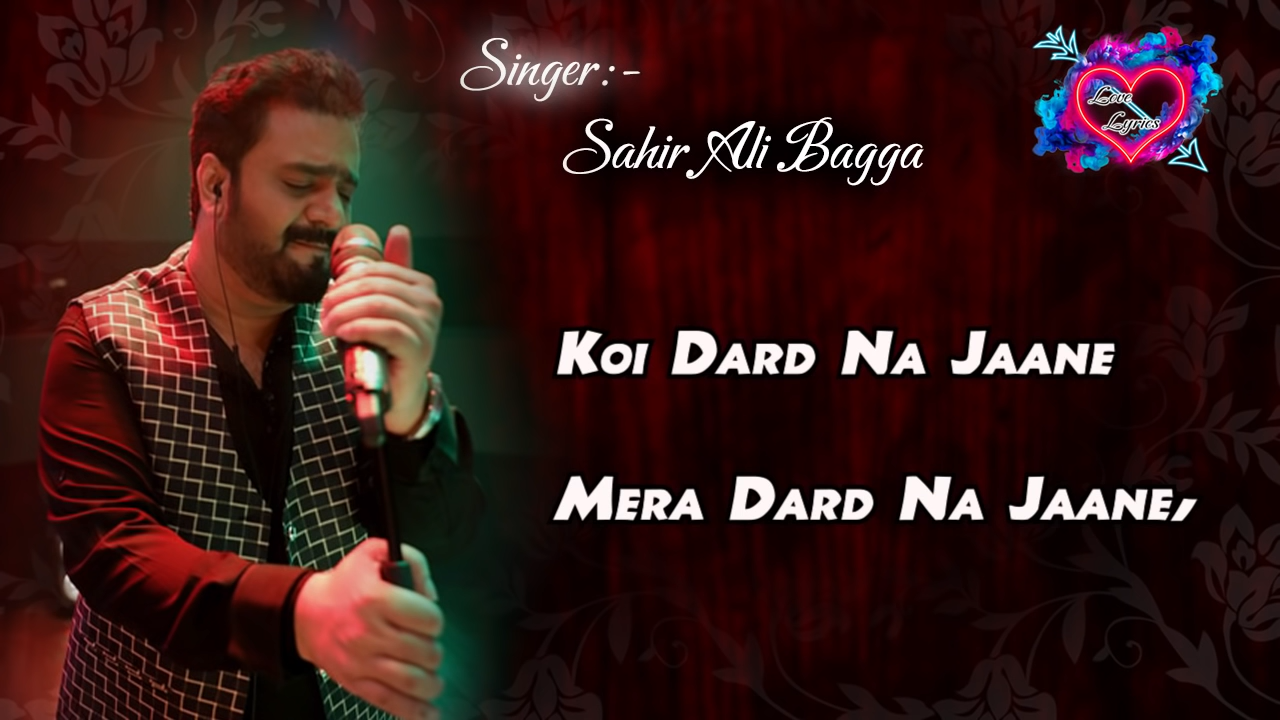 Singer:-
Sahir Ali Bagga
Love
Lyrics
Koi Dard Na Jaane
Mera Dard Na Jaane,